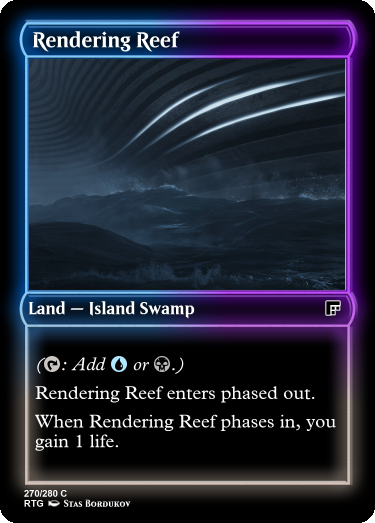 Rendering Reef
Land — Island Swamp
(: Add or .)
Rendering Reef enters phased out.
When Rendering Reef phases in, you
gain 1 life.
270/280 C
RTG Stas Bordukov